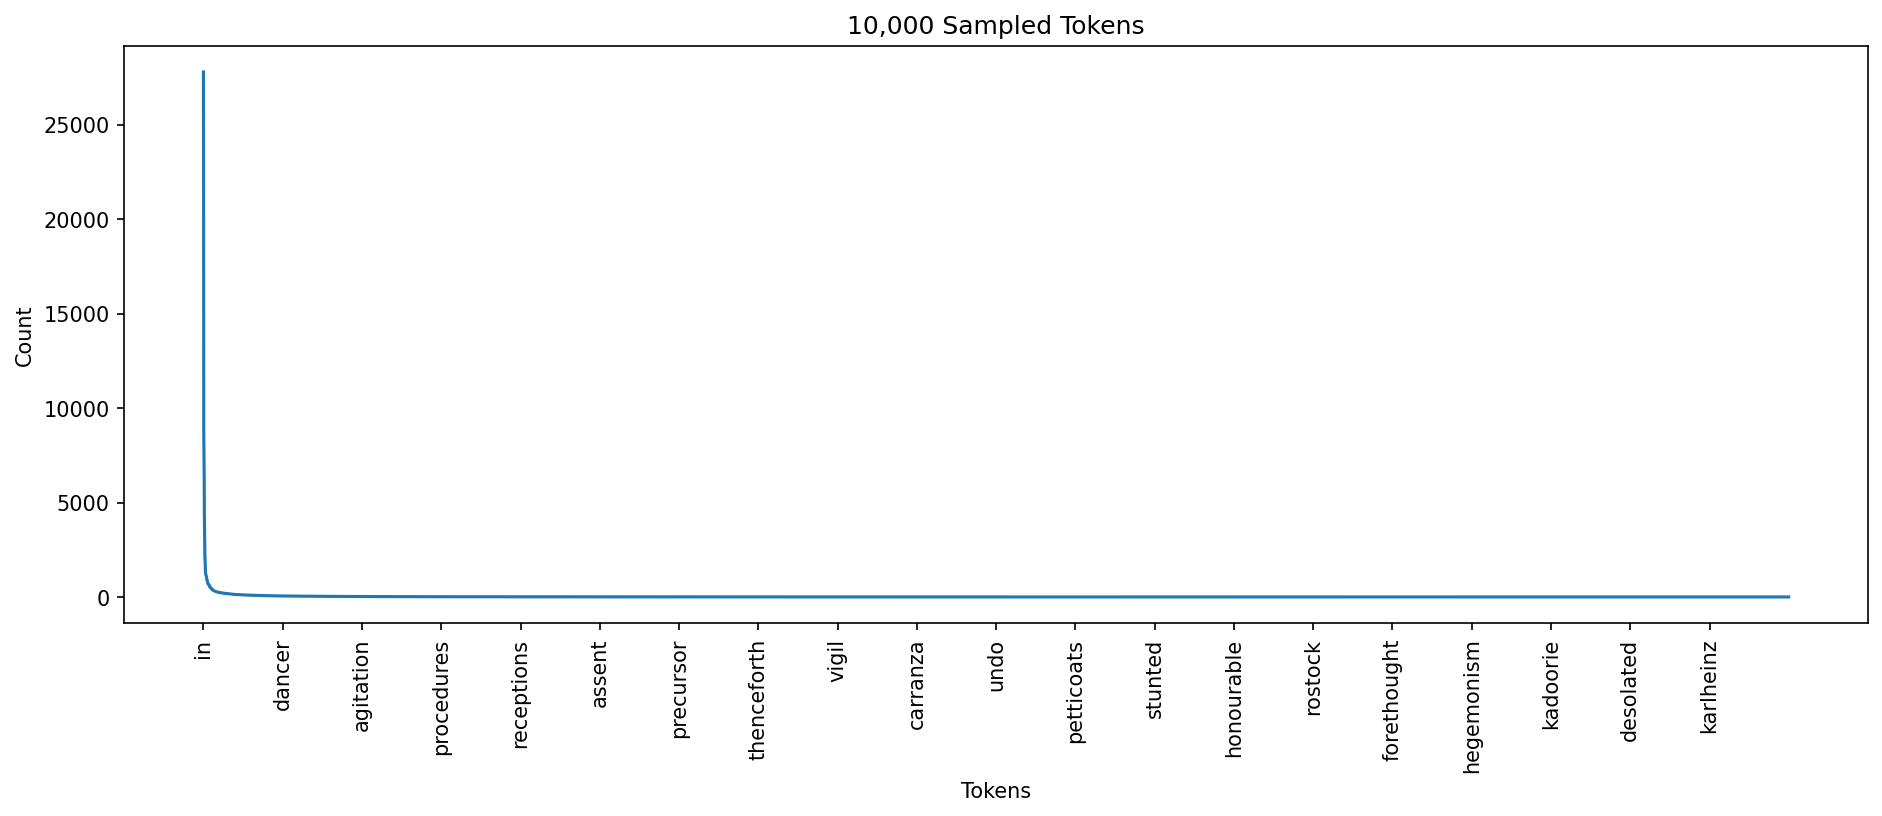 10,000 Sampled Tokens
Count
25000
20000
15000
10000
5000
0
in
dancer
agitation
procedures
receptions
assent
precursor
thenceforth
vigil
carranza
undo
petticoats
stunted
honourable
rostock
forethought
hegemonism
kadoorie
desolated
karlheinz
Tokens